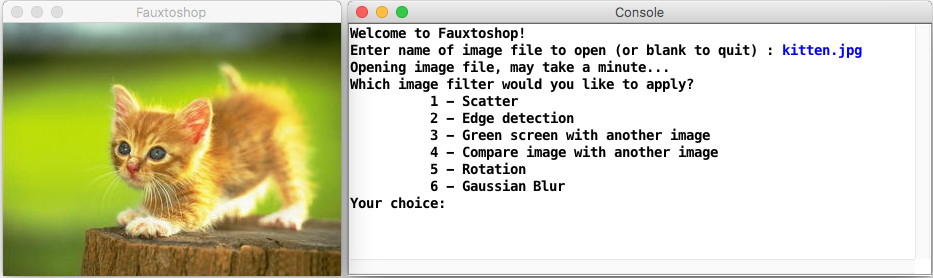 Fauxtoshop
Console
Welcome to Fauxtoshop!
Enter name of image file to open (or blank to quit) : kitten.jpg
Opening image file, may take a minute...
Which image filter would you like to apply?
1 - Scatter
2 - Edge detection
3 - Green screen with another image
4 - Compare image with another image
5 - Rotation
6 - Gaussian Blur
Your choice: